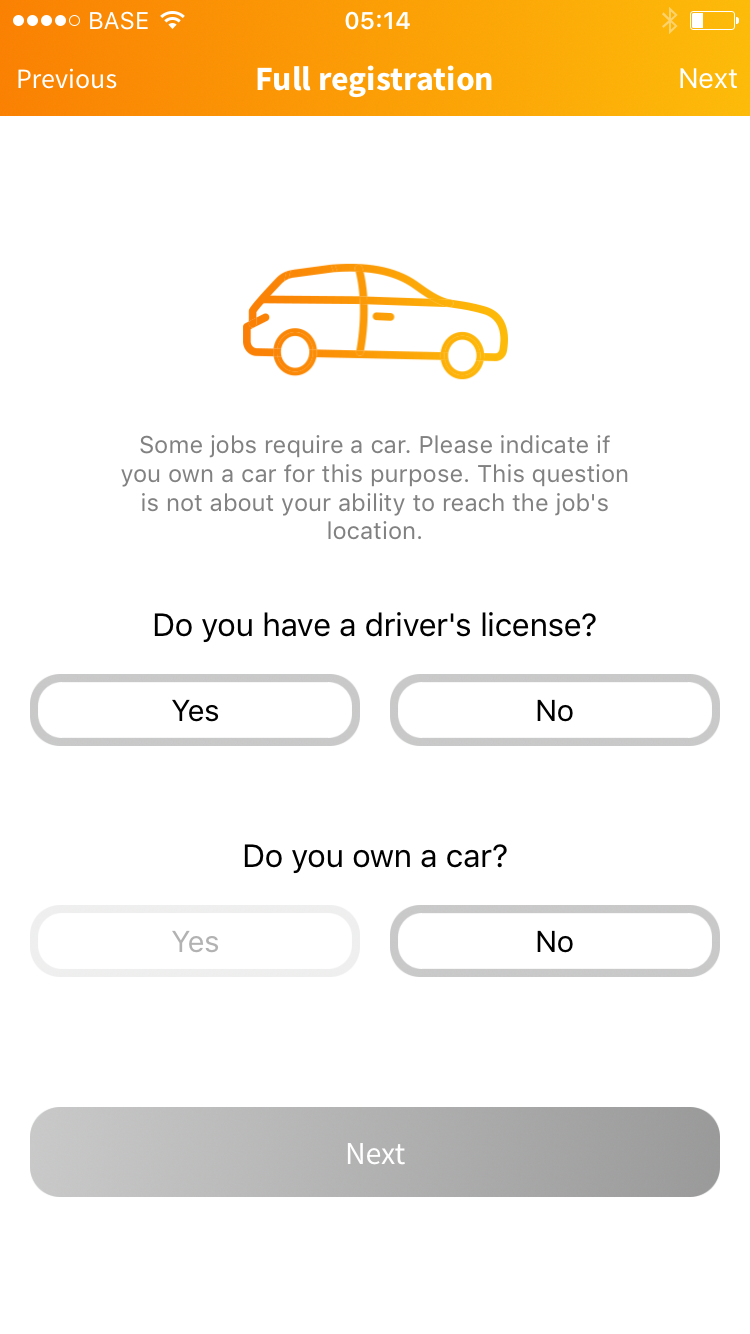 BASE 05:14
Previous Full registration Next
Some jobs require a car. Please indicate if
you own a car for this purpose. This question
is not about your ability to reach the job's
location.
Do you have a driver's license?
Yes No
Do you own a car?
Yes No
Next